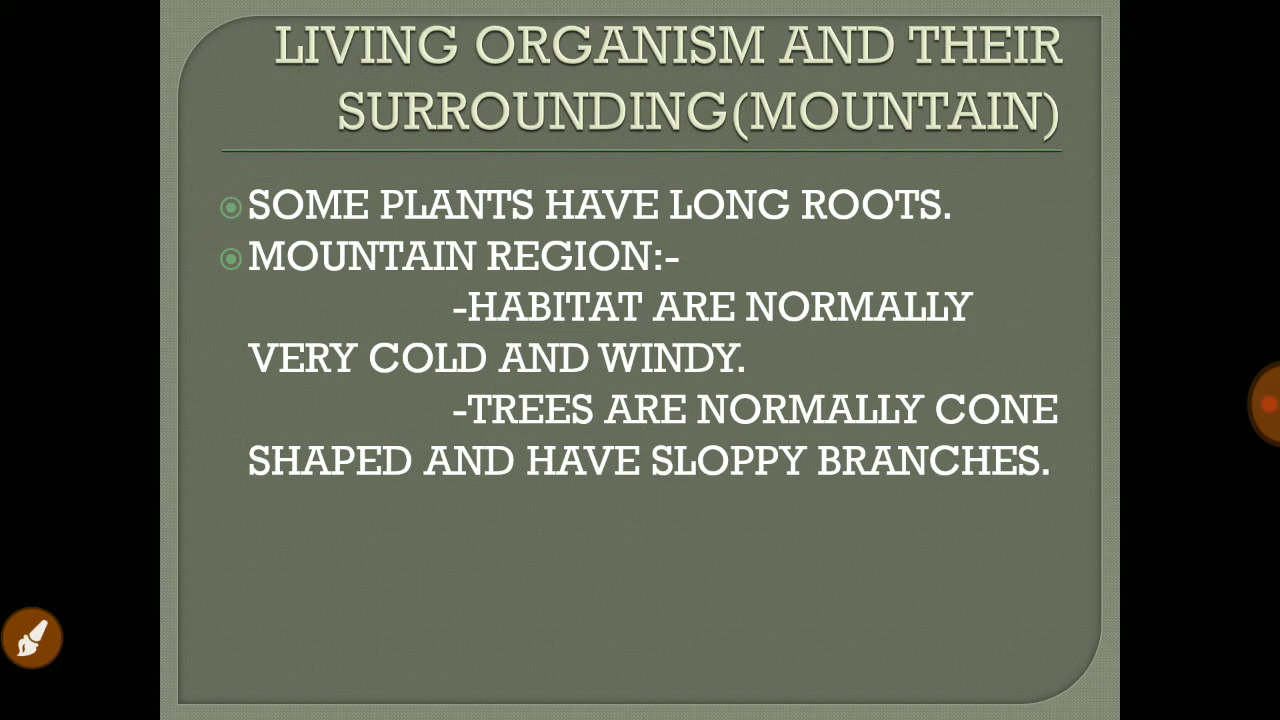 LIVING ORGANISM AND THEIR
SURROUNDING(MOUNTAIN)
SOME PLANTS HAVE LONG ROOTS.
MOUNTAIN REGION:-
-HABITAT ARE NORMALLY
VERY COLD AND WINDY.
-TREES ARE NORMALLY CONE
SHAPED AND HAVE SLOPPY BRANCHES.